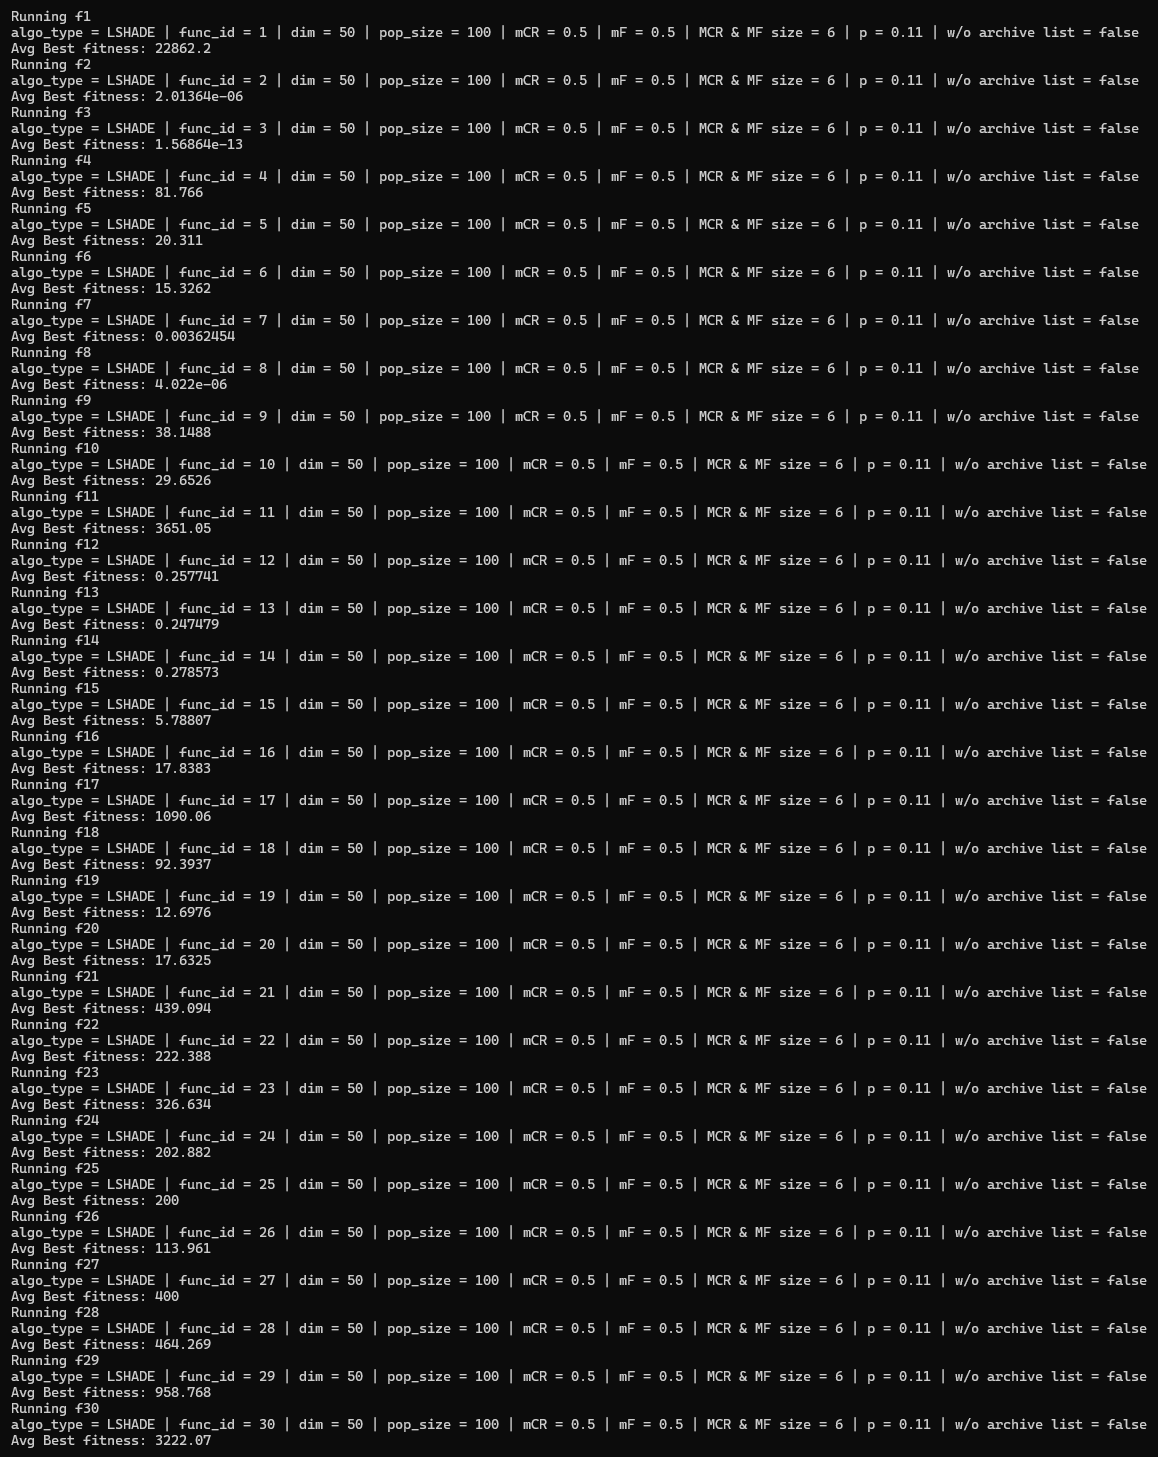 Running f1
algo_type = LSHADE | func_id = 1 | dim = 50 | pop_size = 100 | mCR = 0.5 | mF = 0.5 | MCR & MF size = 6 | p = 0.11 | w/o archive list = false
Avg Best fitness: 22862.2
Running f2
algo_type = LSHADE | func_id = 2 | dim = 50 | pop_size = 100 | mCR = 0.5 | mF = 0.5 | MCR & MF size = 6 | p = 0.11 | w/o archive list = false
Avg Best fitness: 2.01364e-06
Running f3
algo_type = LSHADE | func_id = 3 | dim = 50 | pop_size = 100 | mCR = 0.5 | mF = 0.5 | MCR & MF size = 6 | p = 0.11 | w/o archive list = false
Avg Best fitness: 1.56864e-13
Running f4
algo_type = LSHADE | func_id = 4 | dim = 50 | pop_size = 100 | mCR = 0.5 | mF = 0.5 | MCR & MF size = 6 | p = 0.11 | w/o archive list = false
Avg Best fitness: 81.766
Running f5
algo_type = LSHADE | func_id = 5 | dim = 50 | pop_size = 100 | mCR = 0.5 | mF = 0.5 | MCR & MF size = 6 | p = 0.11 | w/o archive list = false
Avg Best fitness: 20.311
Running f6
algo_type = LSHADE | func_id = 6 | dim = 50 | pop_size = 100 | mCR = 0.5 | mF = 0.5 | MCR & MF size = 6 | p = 0.11 | w/o archive list = false
Avg Best fitness: 15.3262
Running f7
algo_type = LSHADE | func_id = 7 | dim = 50 | pop_size = 100 | mCR = 0.5 | mF = 0.5 | MCR & MF size = 6 | p = 0.11 | w/o archive list = false
Avg Best fitness: 0.00362454
Running f8
algo_type = LSHADE | func_id = 8 | dim = 50 | pop_size = 100 | mCR = 0.5 | mF = 0.5 | MCR & MF size = 6 | p = 0.11 | w/o archive list = false
Avg Best fitness: 4.022e-06
Running f9
algo_type = LSHADE | func_id = 9 | dim = 50 | pop_size = 100 | mCR = 0.5 | mF = 0.5 | MCR & MF size = 6 | p = 0.11 | w/o archive list = false
Avg Best fitness: 38.1488
Running f10
algo_type = LSHADE | func_id = 10 | dim = 50 | pop_size = 100 | mCR = 0.5 | mF = 0.5 | MCR & MF size = 6 | p = 0.11 | w/o archive list = false
Avg Best fitness: 29.6526
Running f11
algo_type = LSHADE | func_id = 11 | dim = 50 | pop_size = 100 | mCR = 0.5 | mF = 0.5 | MCR & MF size = 6 | p = 0.11 | w/o archive list = false
Avg Best fitness: 3651.05
Running f12
algo_type = LSHADE | func_id = 12 | dim = 50 | pop_size = 100 | mCR = 0.5 | mF = 0.5 | MCR & MF size = 6 | p = 0.11 | w/o archive list = false
Avg Best fitness: 0.257741
Running f13
algo_type = LSHADE | func_id = 13 | dim = 50 | pop_size = 100 | mCR = 0.5 | mF = 0.5 | MCR & MF size = 6 | p = 0.11 | w/o archive list = false
Avg Best fitness: 0.247479
Running f14
algo_type = LSHADE | func_id = 14 | dim = 50 | pop_size = 100 | mCR = 0.5 | mF = 0.5 | MCR & MF size = 6 | p = 0.11 | w/o archive list = false
Avg Best fitness: 0.278573
Running f15
algo_type = LSHADE | func_id = 15 | dim = 50 | pop_size = 100 | mCR = 0.5 | mF = 0.5 | MCR & MF size = 6 | p = 0.11 | w/o archive list = false
Avg Best fitness: 5.78807
Running f16
algo_type = LSHADE | func_id = 16 | dim = 50 | pop_size = 100 | mCR = 0.5 | mF = 0.5 | MCR & MF size = 6 | p = 0.11 | w/o archive list = false
Avg Best fitness: 17.8383
Running f17
algo_type = LSHADE | func_id = 17 | dim = 50 | pop_size = 100 | mCR = 0.5 | mF = 0.5 | MCR & MF size = 6 | p = 0.11 | w/o archive list = false
Avg Best fitness: 1090.06
Running f18
algo_type = LSHADE | func_id = 18 | dim = 50 | pop_size = 100 | mCR = 0.5 | mF = 0.5 | MCR & MF size = 6 | p = 0.11 | w/o archive list = false
Avg Best fitness: 92.3937
Running f19
algo_type = LSHADE | func_id = 19 | dim = 50 | pop_size = 100 | mCR = 0.5 | mF = 0.5 | MCR & MF size = 6 | p = 0.11 | w/o archive list = false
Avg Best fitness: 12.6976
Running f20
algo_type = LSHADE | func_id = 20 | dim = 50 | pop_size = 100 | mCR = 0.5 | mF = 0.5 | MCR & MF size = 6 | p = 0.11 | w/o archive list = false
Avg Best fitness: 17.6325
Running f21
algo_type = LSHADE | func_id = 21 | dim = 50 | pop_size = 100 | mCR = 0.5 | mF = 0.5 | MCR & MF size = 6 | p = 0.11 | w/o archive list = false
Avg Best fitness: 439.094
Running f22
algo_type = LSHADE | func_id = 22 | dim = 50 | pop_size = 100 | mCR = 0.5 | mF = 0.5 | MCR & MF size = 6 | p = 0.11 | w/o archive list = false
Avg Best fitness: 222.388
Running f23
algo_type = LSHADE | func_id = 23 | dim = 50 | pop_size = 100 | mCR = 0.5 | mF = 0.5 | MCR & MF size = 6 | p = 0.11 | w/o archive list = false
Avg Best fitness: 326.634
Running f24
algo_type = LSHADE | func_id = 24 | dim = 50 | pop_size = 100 | mCR = 0.5 | mF = 0.5 | MCR & MF size = 6 | p = 0.11 | w/o archive list = false
Avg Best fitness: 202.882
Running f25
algo_type = LSHADE | func_id = 25 | dim = 50 | pop_size = 100 | mCR = 0.5 | mF = 0.5 | MCR & MF size = 6 | p = 0.11 | w/o archive list = false
Avg Best fitness: 200
Running f26
algo_type = LSHADE | func_id = 26 | dim = 50 | pop_size = 100 | mCR = 0.5 | mF = 0.5 | MCR & MF size = 6 | p = 0.11 | w/o archive list = false
Avg Best fitness: 113.961
Running f27
algo_type = LSHADE | func_id = 27 | dim = 50 | pop_size = 100 | mCR = 0.5 | mF = 0.5 | MCR & MF size = 6 | p = 0.11 | w/o archive list = false
Avg Best fitness: 400
Running f28
algo_type = LSHADE | func_id = 28 | dim = 50 | pop_size = 100 | mCR = 0.5 | mF = 0.5 | MCR & MF size = 6 | p = 0.11 | w/o archive list = false
Avg Best fitness: 464.269
Running f29
algo_type = LSHADE | func_id = 29 | dim = 50 | pop_size = 100 | mCR = 0.5 | mF = 0.5 | MCR & MF size = 6 | p = 0.11 | w/o archive list = false
Avg Best fitness: 958.768
Running f30
algo_type = LSHADE | func_id = 30 | dim = 50 | pop_size = 100 | mCR = 0.5 | mF = 0.5 | MCR & MF size = 6 | p = 0.11 | w/o archive list = false
Avg Best fitness: 3222.07